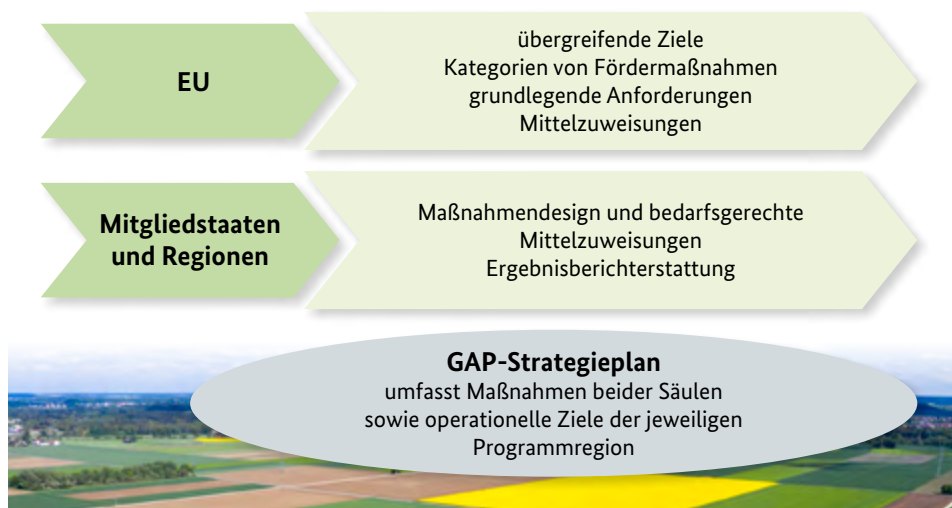 EU
übergreifende Ziele
Kategorien von Fördermaßnahmen
grundlegende Anforderungen
Mittelzuweisungen
Mitgliedstaaten
und Regionen
Maßnahmendesign und bedarfsgerechte
Mittelzuweisungen
Ergebnisberichterstattung
GAP-Strategieplan
umfasst Maßnahmen beider Säulen
sowie operationelle Ziele der jeweiligen
Programmregion